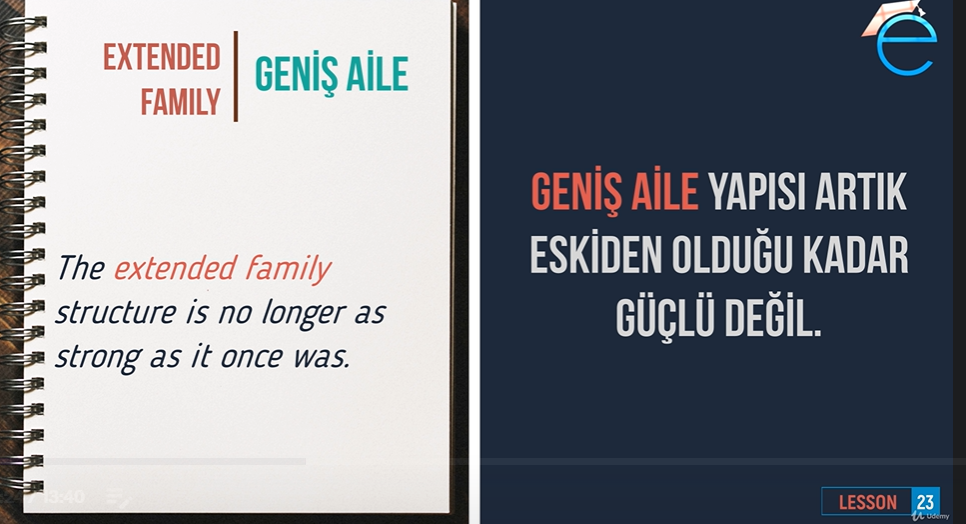 EXTENDED
FAMILY
GENİŞ AİLE
The extended family
structure is no longer as
strong as it once was.
GENİŞ AİLE YAPISI ARTIK
ESKİDEN OLDUĞU KADAR
GÜÇLÜ DEĞİL.
13:40
LESSON 23
Udemy